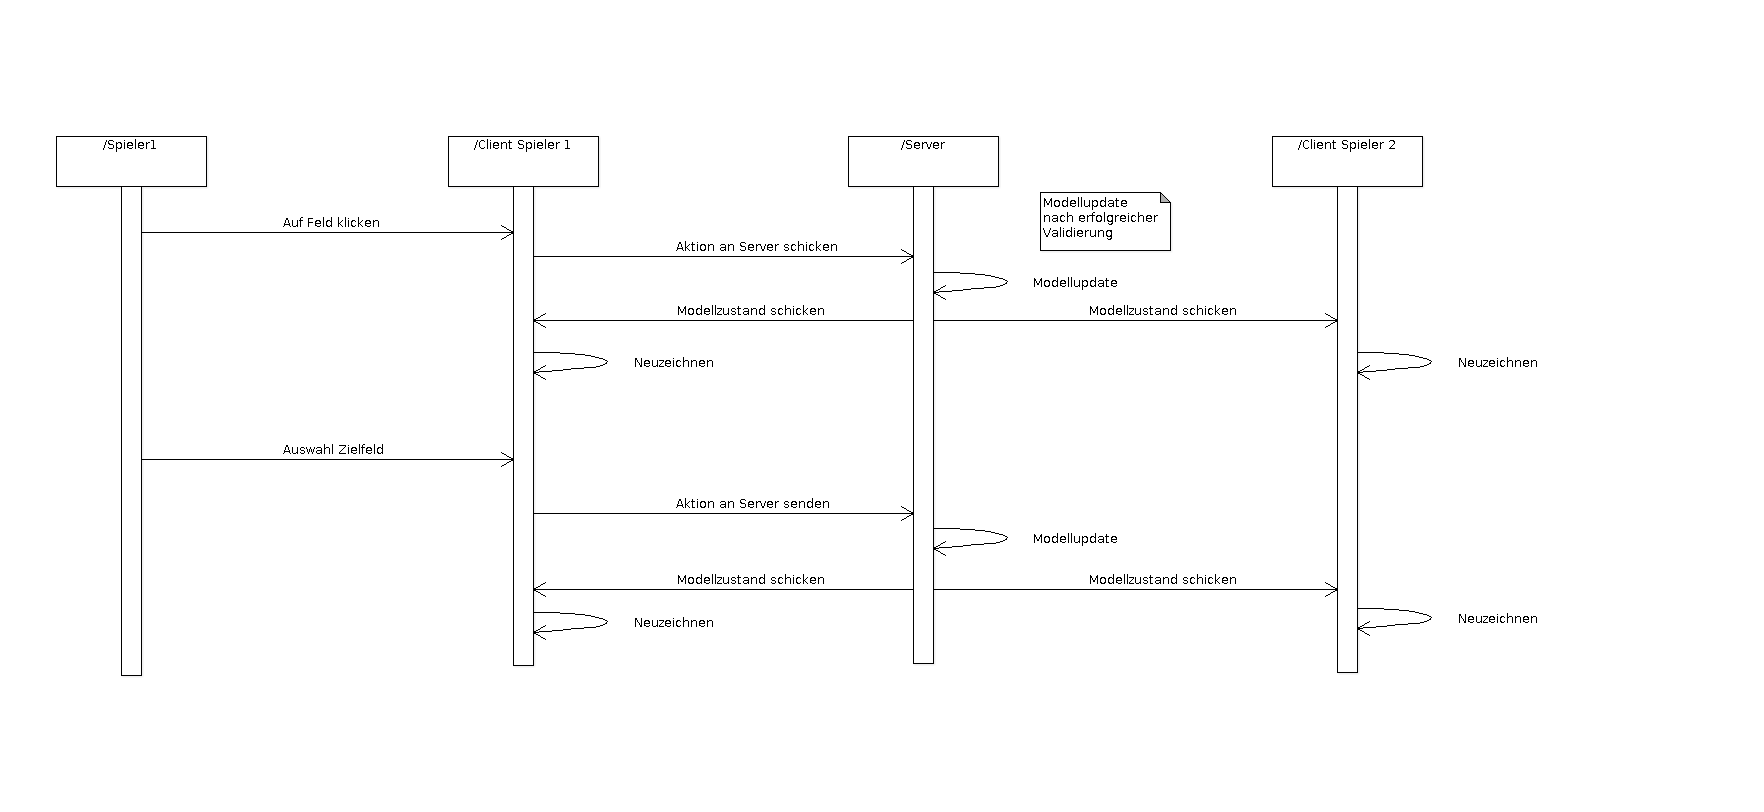 /Spieler1
/Client Spieler 1
/Server
/Client Spieler 2
Modellupdate
nach erfolgreicher
Validierung
Auf Feld klicken
Aktion an Server schicken
Modellupdate
Modellzustand schicken
Modellzustand schicken
Neuzeichnen
Neuzeichnen
Auswahl Zielfeld
Aktion an Server senden
Modellupdate
Modellzustand schicken
Modellzustand schicken
Neuzeichnen
Neuzeichnen